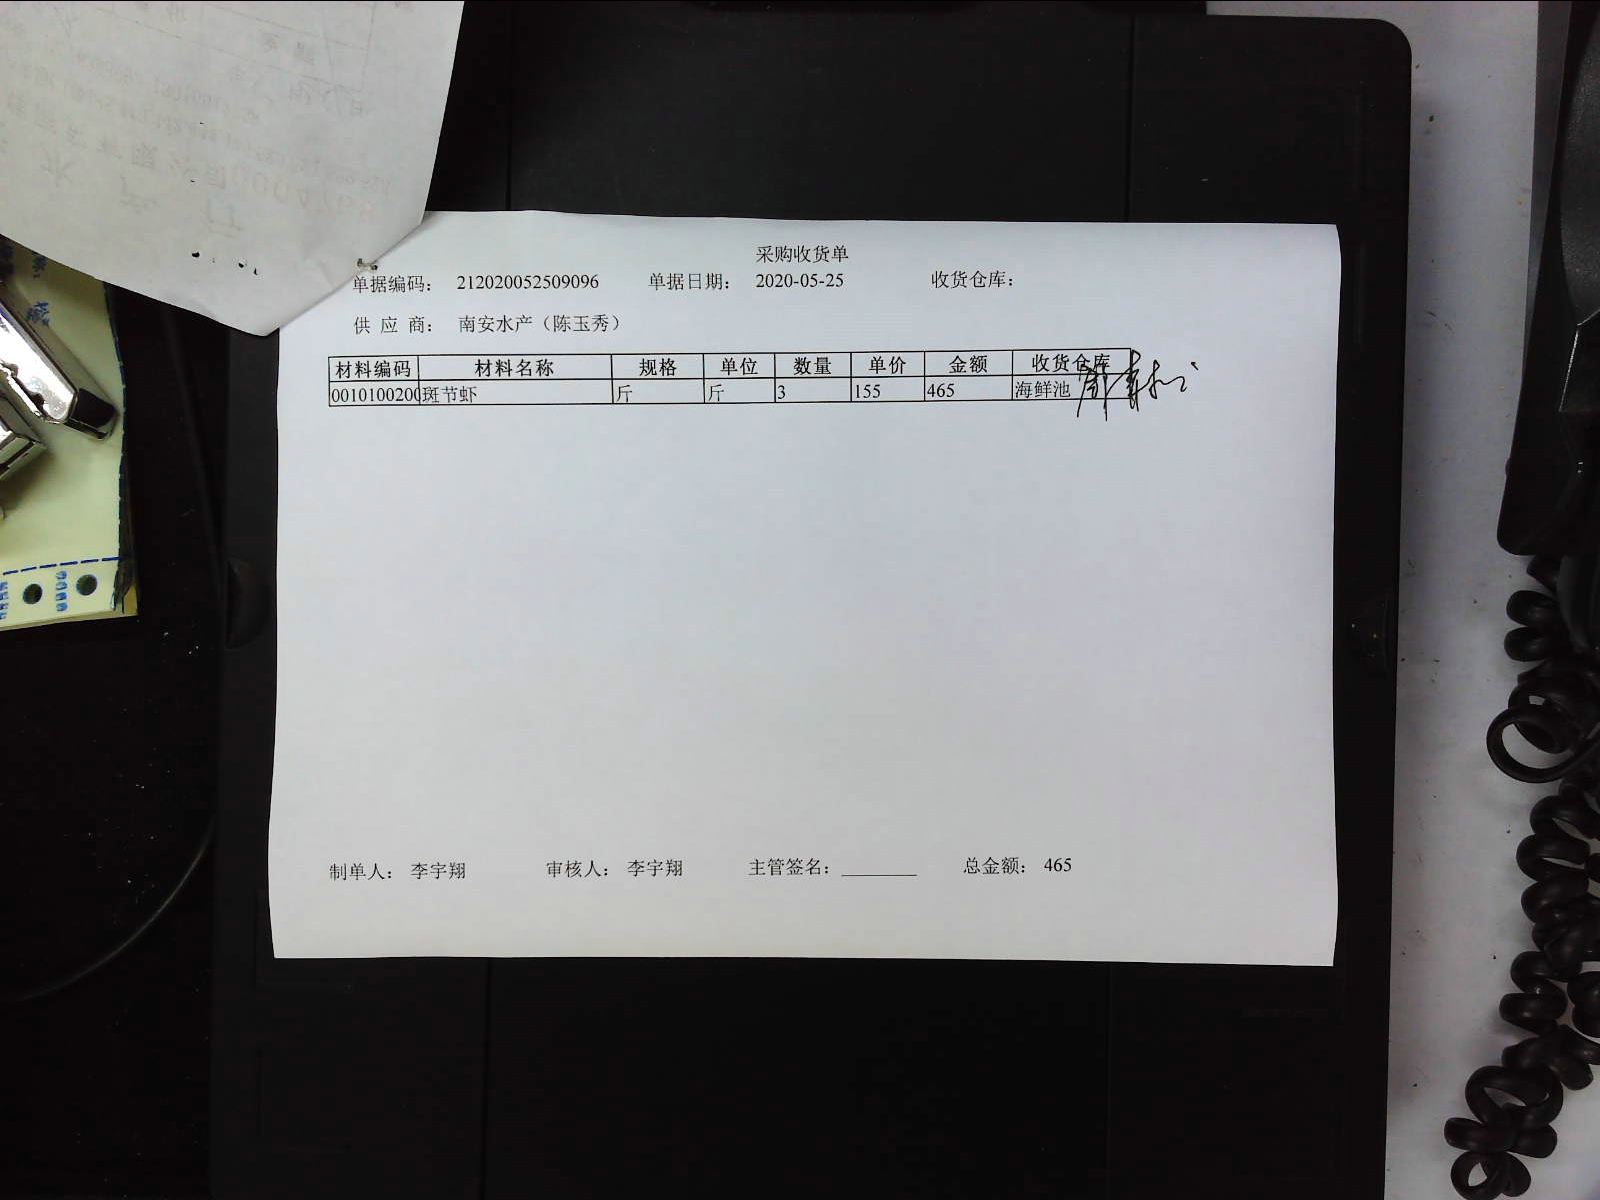 采购收货单
单据编码： 212020052509096 单据日期： 2020-05-25 收货仓库：
供 应 商： 南安水产（陈玉秀）
材料编码 材料名称 规格 单位 数量 单价 金额 收货仓库
0010100200 斑节虾 斤 斤 3 155 465 海鲜池
制单人： 李宇翔 审核人： 李宇翔 主管签名：________ 总金额： 465